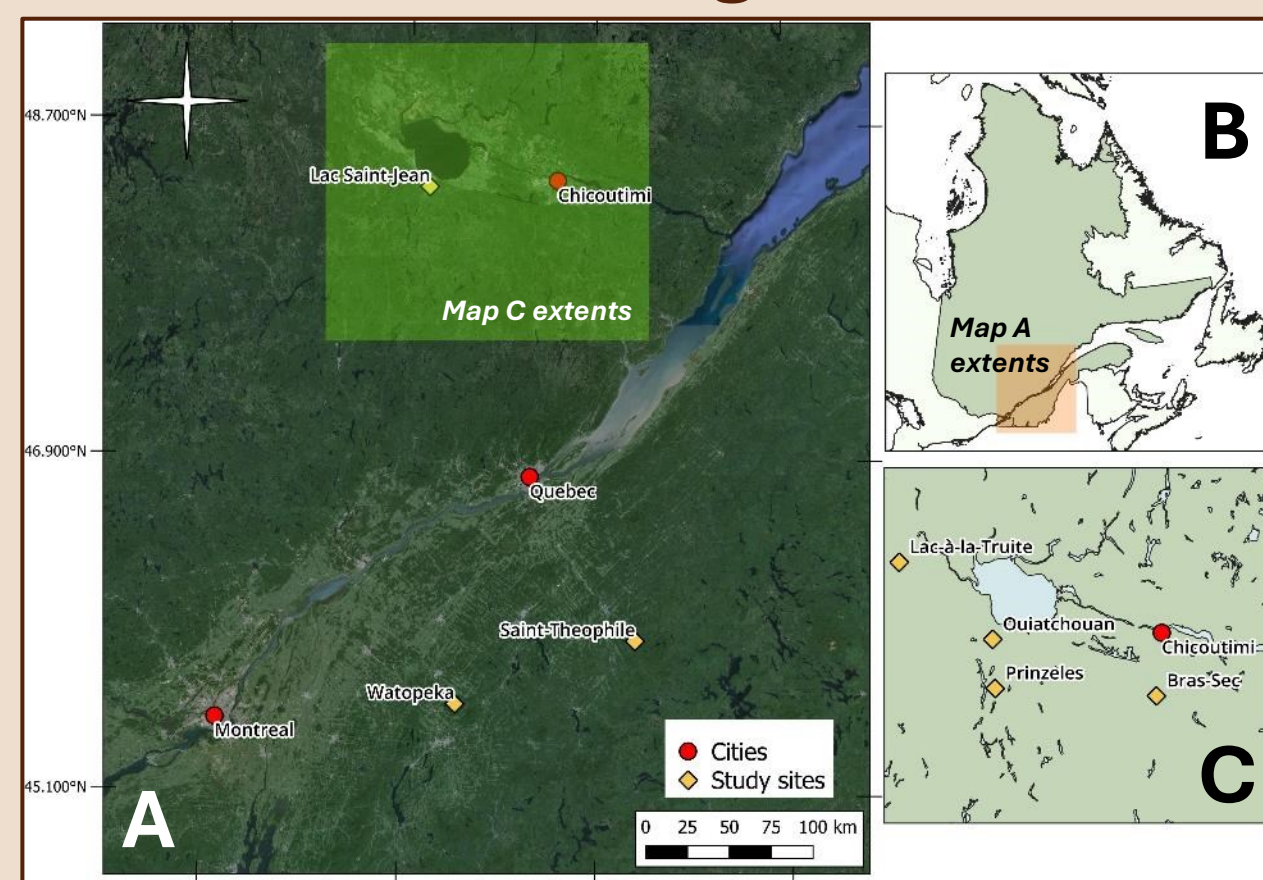 48.700°N
Lac Saint-Jean
Chicoutimi
Map C extents
46.900°N
Quebec
Saint-Theophile
Watopeka
Montreal
Cities
Study sites
45.100°N
A
0 25 50 75 100 km
B
Map A
extents
Lac-à-la-Truite
Ouiatchouan
Chicoutimi
Prinzèles
Bras-Sec
C